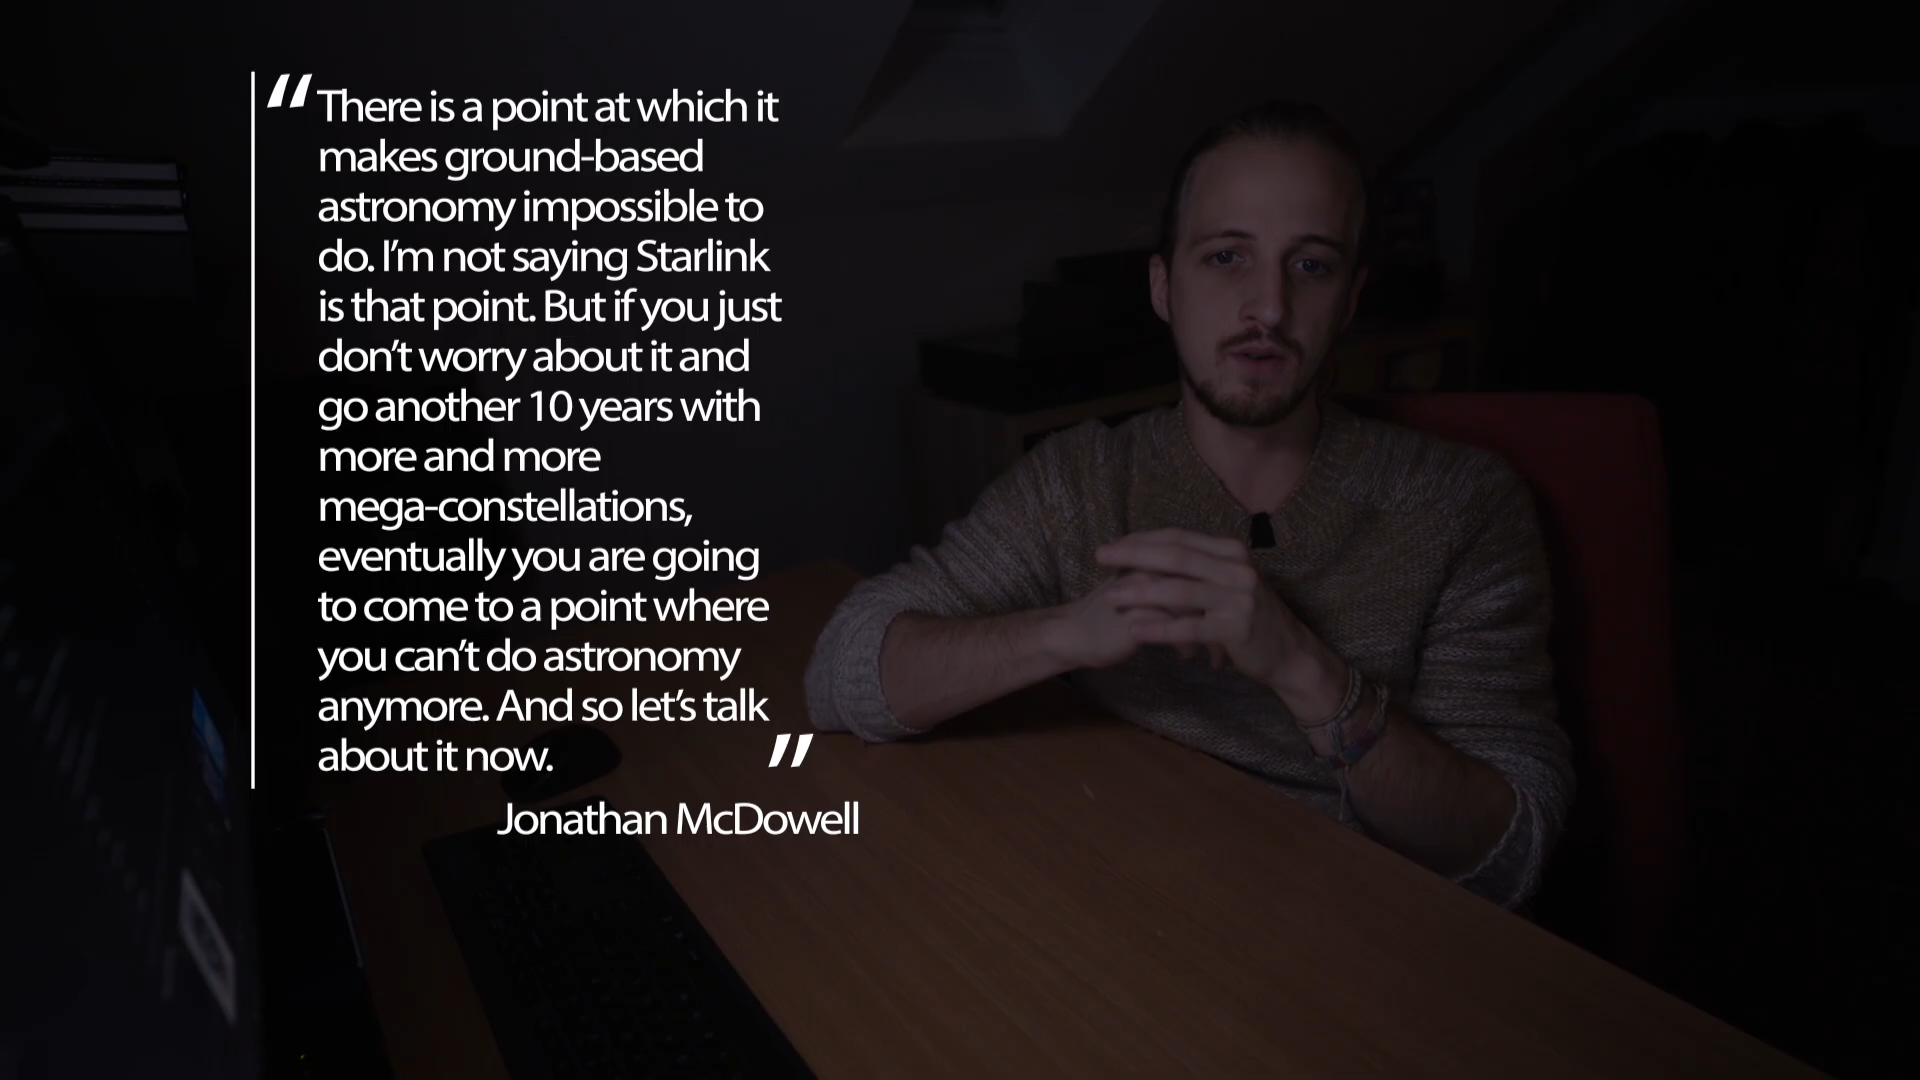 “There is a point at which it
makes ground-based
astronomy impossible to
do. I’m not saying Starlink
is that point. But if you just
don’t worry about it and
go another 10 years with
more and more
mega-constellations,
eventually you are going
to come to a point where
you can’t do astronomy
anymore. And so let’s talk
about it now.”
Jonathan McDowell